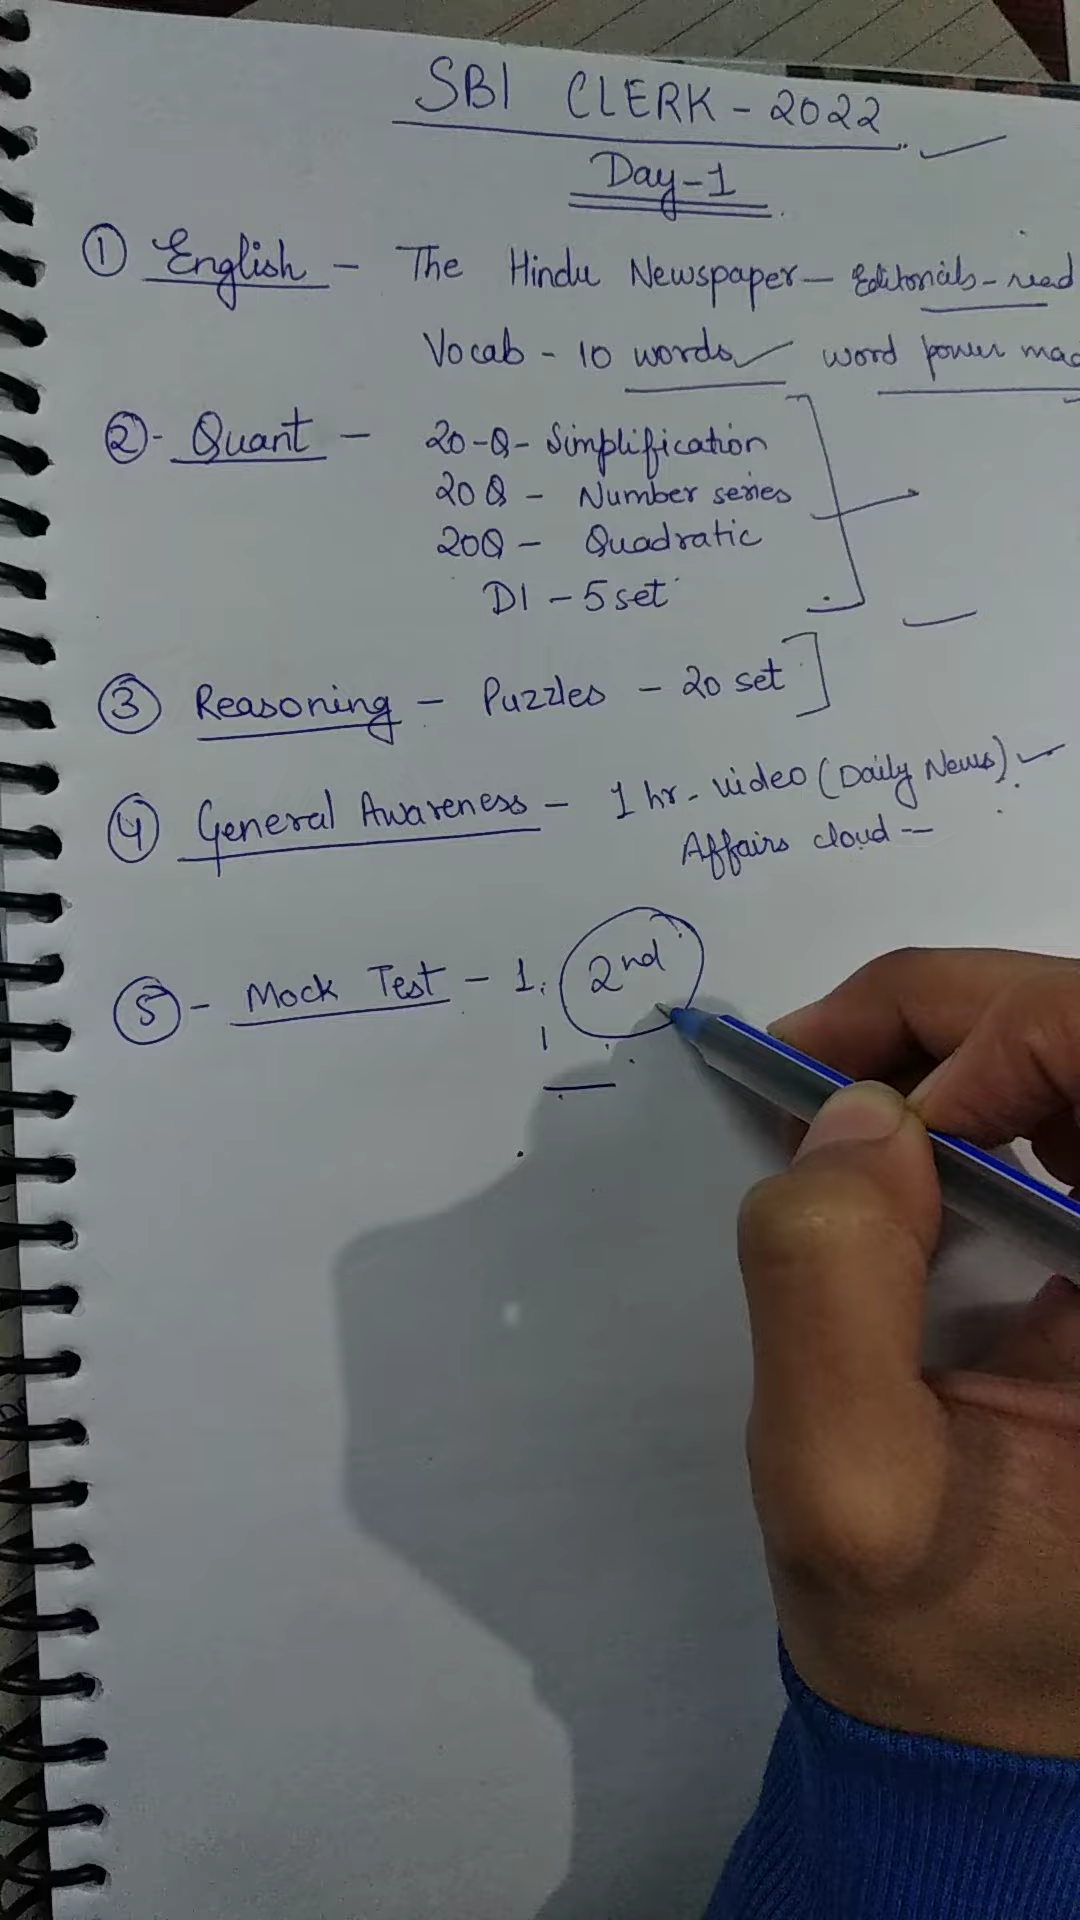 SBI CLERK - 2022
Day-1
① English - The Hindu Newspaper - Editorials - read
Vocab - 10 words word power mad
②- Quant - 20-Q- Simplification
20Q - Number series
20Q - Quadratic
DI - 5 set
③ Reasoning - Puzzles - 20 set
④ General Awareness - 1 hr - video (Daily News)
Affairs cloud --
⑤- Mock Test - 1. 2nd